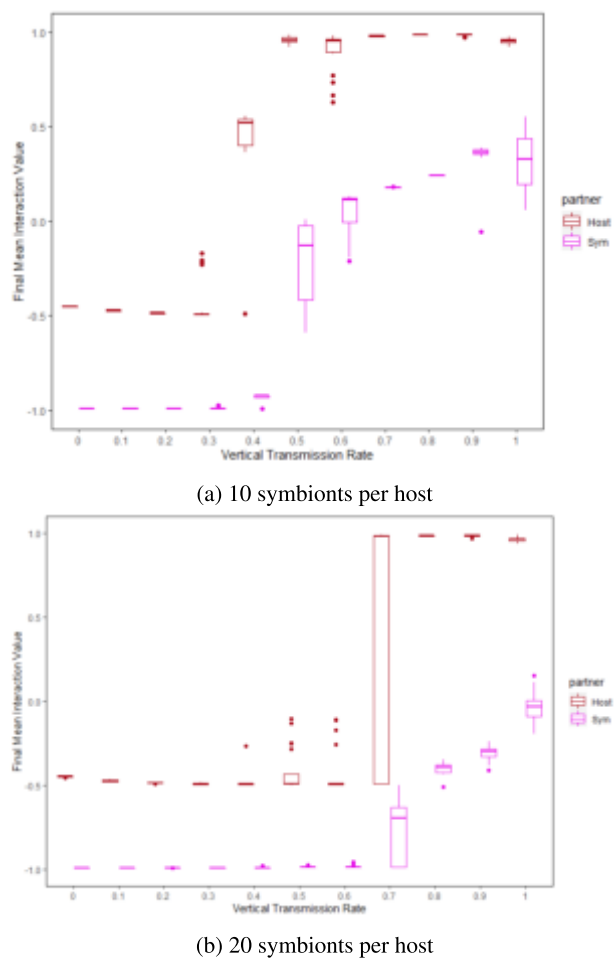 1.0
0.5
0.0
-0.5
-1.0
Final Mean Interaction Value
0 0.1 0.2 0.3 0.4 0.5 0.6 0.7 0.8 0.9 1
Vertical Transmission Rate
partner
Host
Sym
(a) 10 symbionts per host
1.0
0.5
0.0
-0.5
-1.0
Final Mean Interaction Value
0 0.1 0.2 0.3 0.4 0.5 0.6 0.7 0.8 0.9 1
Vertical Transmission Rate
partner
Host
Sym
(b) 20 symbionts per host